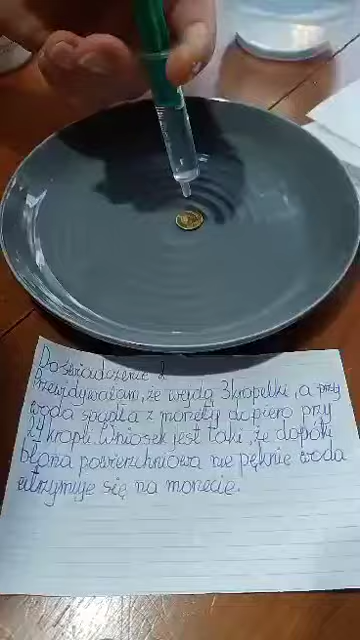 Doświadczenie 2
Przewidywałam, że wejdą 3 kropelki, a przy
woda spadła z monety dopiero przy
24 kropli. Wniosek jest taki, że dopóki
błona powierzchniowa nie pęknie woda
utrzymuje się na monecie.